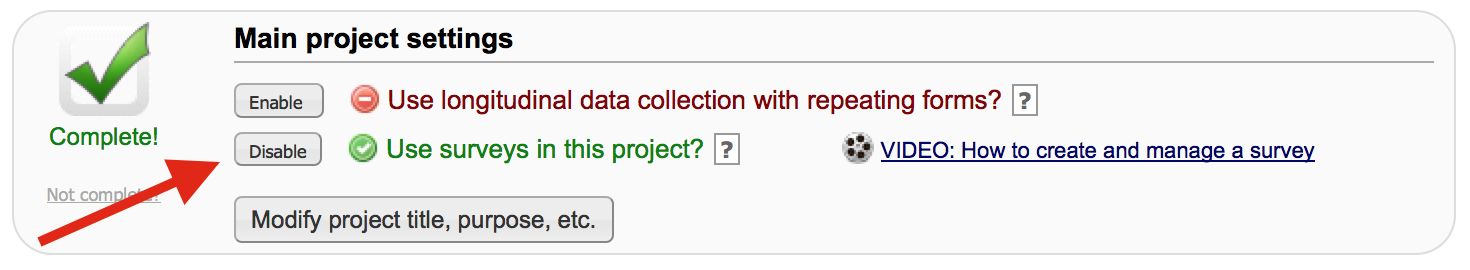 Main project settings
Enable Use longitudinal data collection with repeating forms? ?
Complete!
Disable Use surveys in this project? ? VIDEO: How to create and manage a survey
Not complete!
Modify project title, purpose, etc.